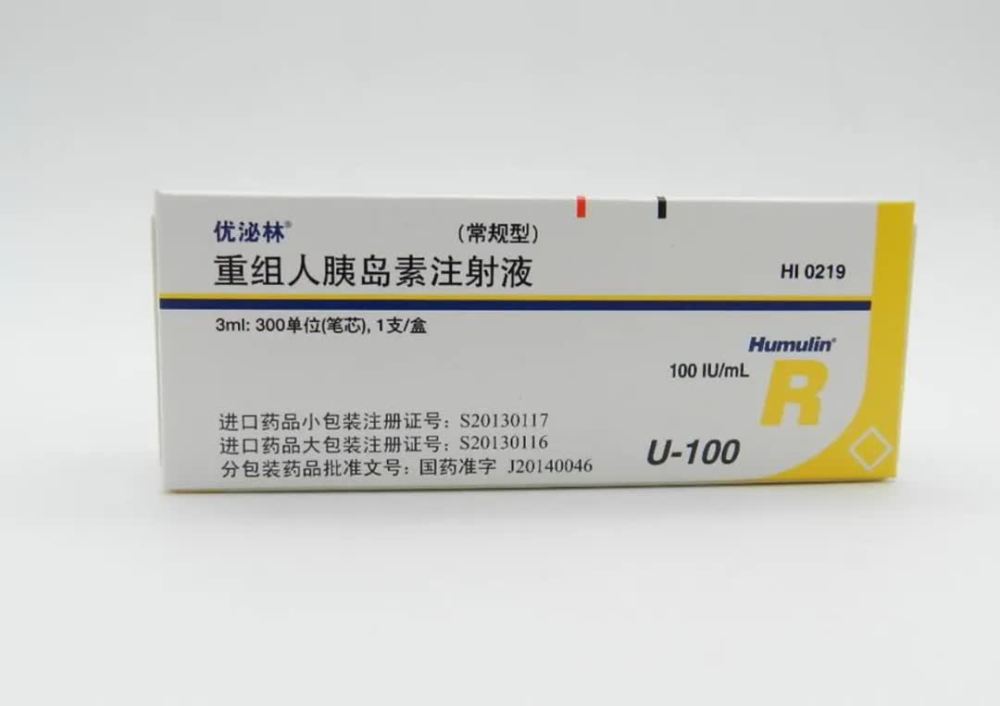 优泌林® (常规型)
重组人胰岛素注射液
HI 0219
3ml: 300单位(笔芯), 1支/盒
Humulin®
100 IU/mL
R
进口药品小包装注册证号: S20130117
进口药品大包装注册证号: S20130116
分包装药品批准文号: 国药准字 J20140046
U-100